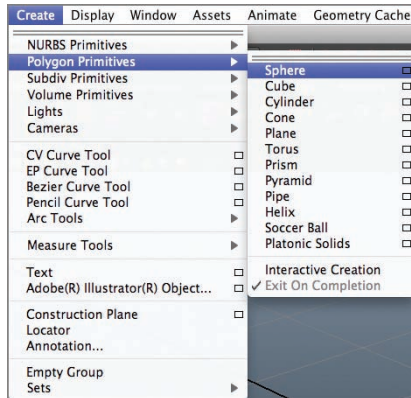 Create Display Window Assets Animate Geometry Cache
NURBS Primitives
Polygon Primitives
Subdiv Primitives
Volume Primitives
Lights
Cameras
CV Curve Tool
EP Curve Tool
Bezier Curve Tool
Pencil Curve Tool
Arc Tools
Measure Tools
Text
Adobe(R) Illustrator(R) Object...
Construction Plane
Locator
Annotation...
Empty Group
Sets
Sphere
Cube
Cylinder
Cone
Plane
Torus
Prism
Pyramid
Pipe
Helix
Soccer Ball
Platonic Solids
Interactive Creation
✓ Exit On Completion